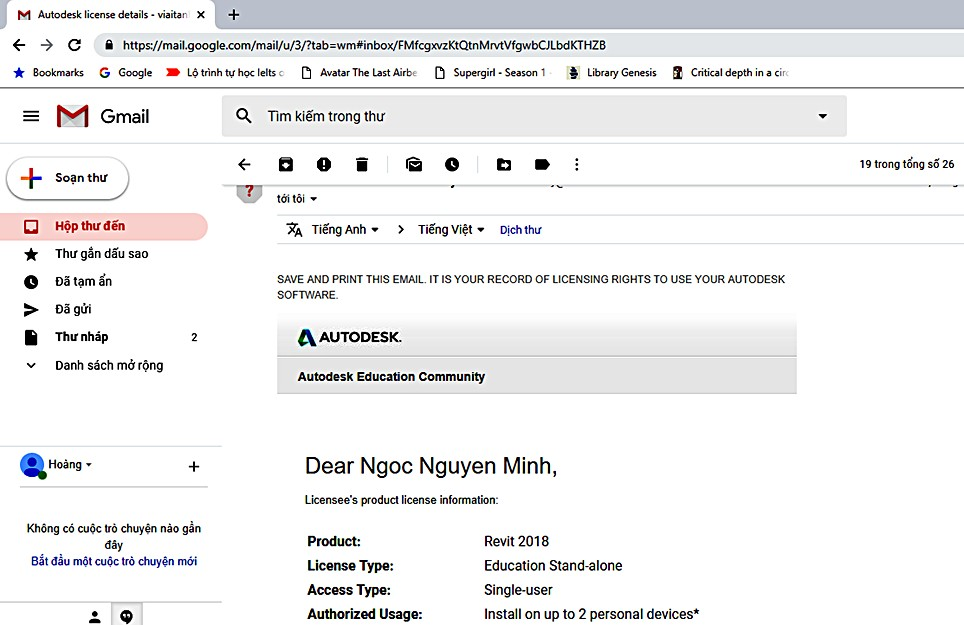 Autodesk license details - viaitan
https://mail.google.com/mail/u/3/?tab=wm#inbox/FMfcgxvzKtQtnMrvtVfgwbCJLbdKTHZB
Bookmarks Google Lộ trình tự học Ielts Avatar The Last Airbe Supergirl - Season 1 Library Genesis Critical depth in a circ
Gmail
Tìm kiếm trong thư
19 trong tổng số 26
Soạn thư
Hộp thư đến
Thư gắn dấu sao
Đã tạm ẩn
Đã gửi
Thư nháp 2
Danh sách mở rộng
Hoàng
Không có cuộc trò chuyện nào gần
đây
Bắt đầu một cuộc trò chuyện mới
tới tôi
Tiếng Anh Tiếng Việt Dịch thư
SAVE AND PRINT THIS EMAIL. IT IS YOUR RECORD OF LICENSING RIGHTS TO USE YOUR AUTODESK
SOFTWARE.
AUTODESK.
Autodesk Education Community
Dear Ngoc Nguyen Minh,
Licensee's product license information:
Product: Revit 2018
License Type: Education Stand-alone
Access Type: Single-user
Authorized Usage: Install on up to 2 personal devices*